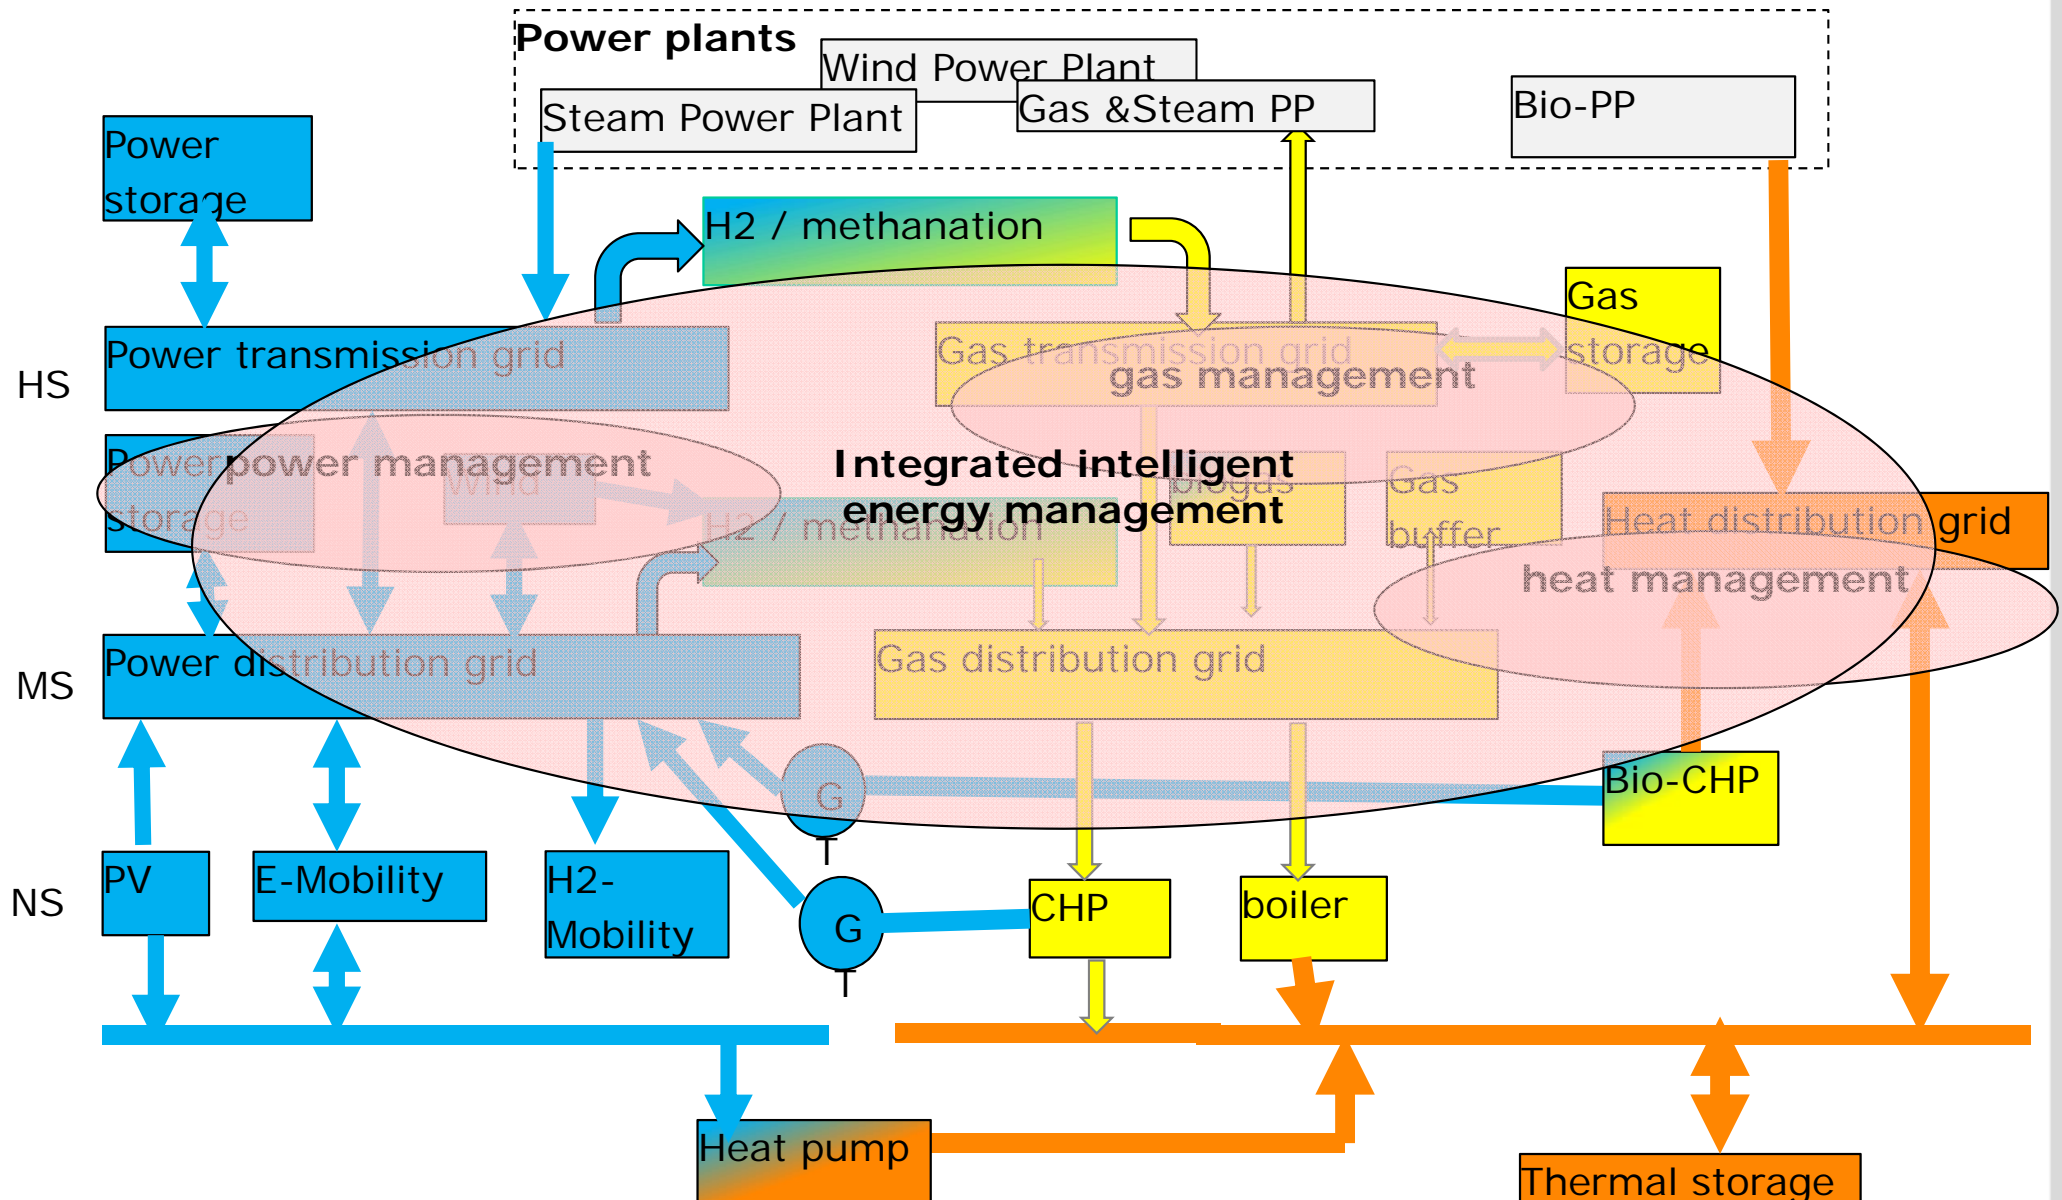 Power plants
Wind Power Plant
Steam Power Plant
Gas &Steam PP
Bio-PP
Power
storage
H2 / methanation
Gas
storage
HS
Power transmission grid
Gas transmission grid
gas management
Power
storage
power management
Wind
Integrated intelligent
energy management
H2 / methanation
biogas
Gas
buffer
Heat distribution grid
heat management
MS
Power distribution grid
Gas distribution grid
G
T
Bio-CHP
NS
PV
E-Mobility
H2-
Mobility
G
T
CHP
boiler
Heat pump
Thermal storage